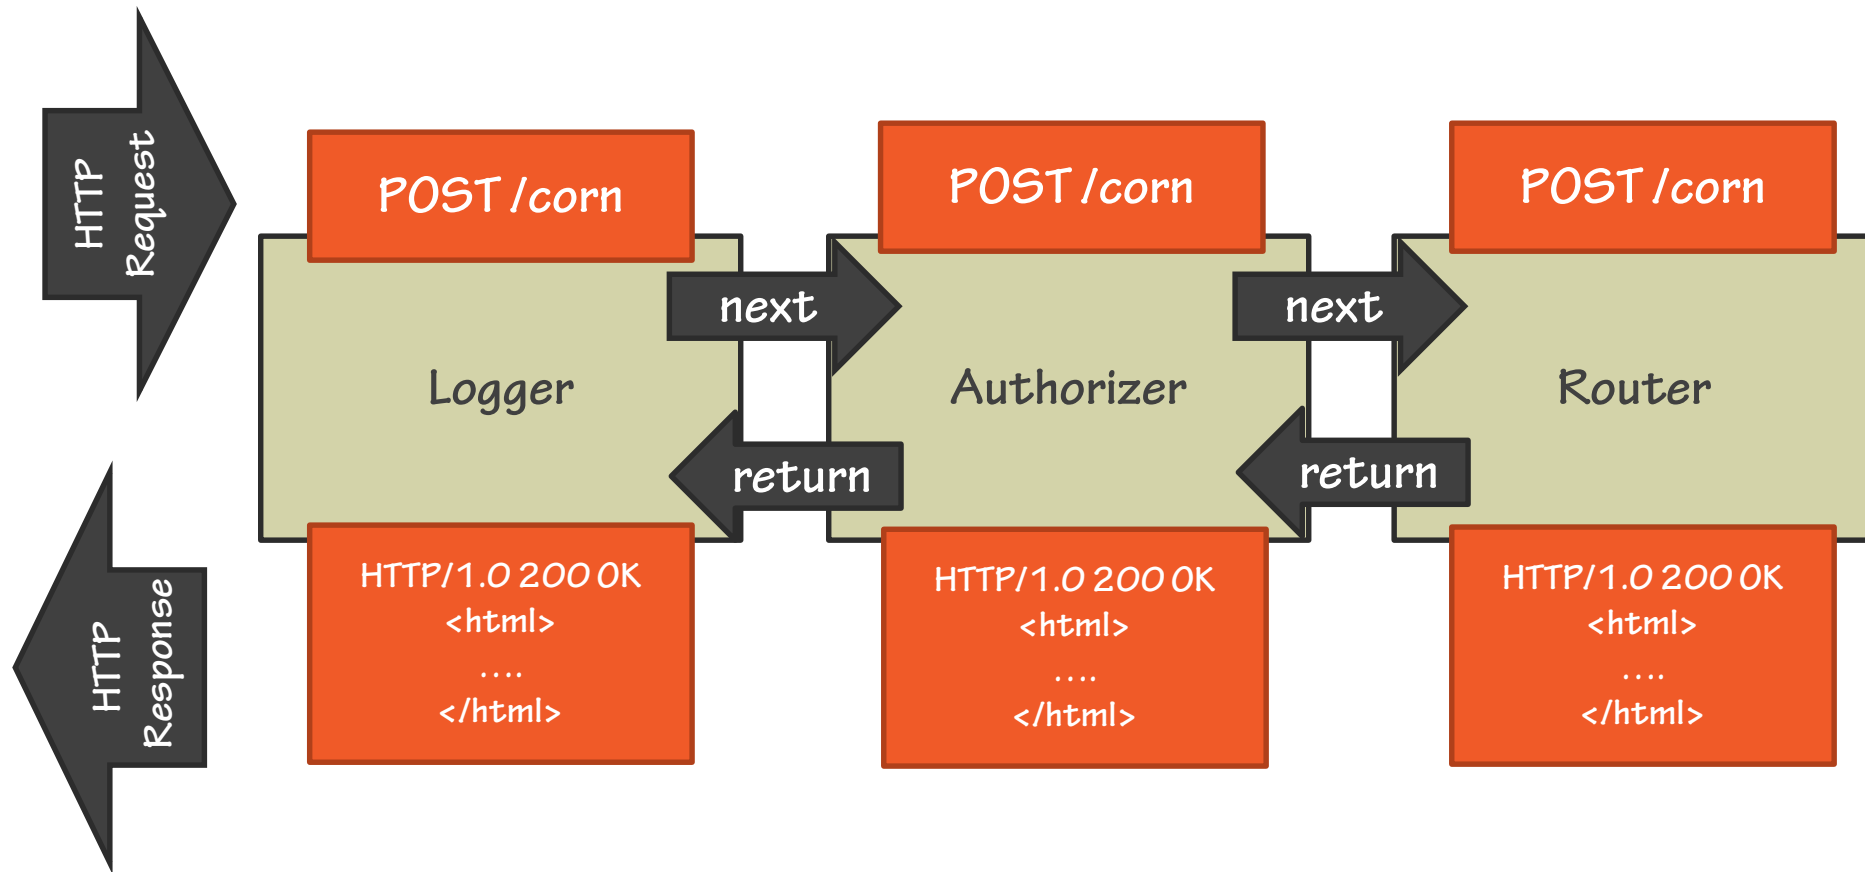 HTTP
Request
POST /corn
POST /corn
POST /corn
next
next
Logger
Authorizer
Router
return
return
HTTP
Response
HTTP/1.0 200 OK
<html>
....
</html>
HTTP/1.0 200 OK
<html>
....
</html>
HTTP/1.0 200 OK
<html>
....
</html>